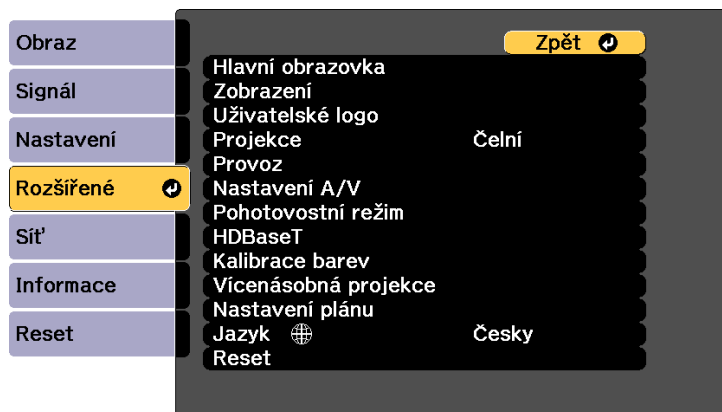 Obraz
Signál
Nastavení
Rozšířené
Síť
Informace
Reset
Zpět
Hlavní obrazovka
Zobrazení
Uživatelské logo
Projekce Čelní
Provoz
Nastavení A/V
Pohotovostní režim
HDBaseT
Kalibrace barev
Vícenásobná projekce
Nastavení plánu
Jazyk Česky
Reset